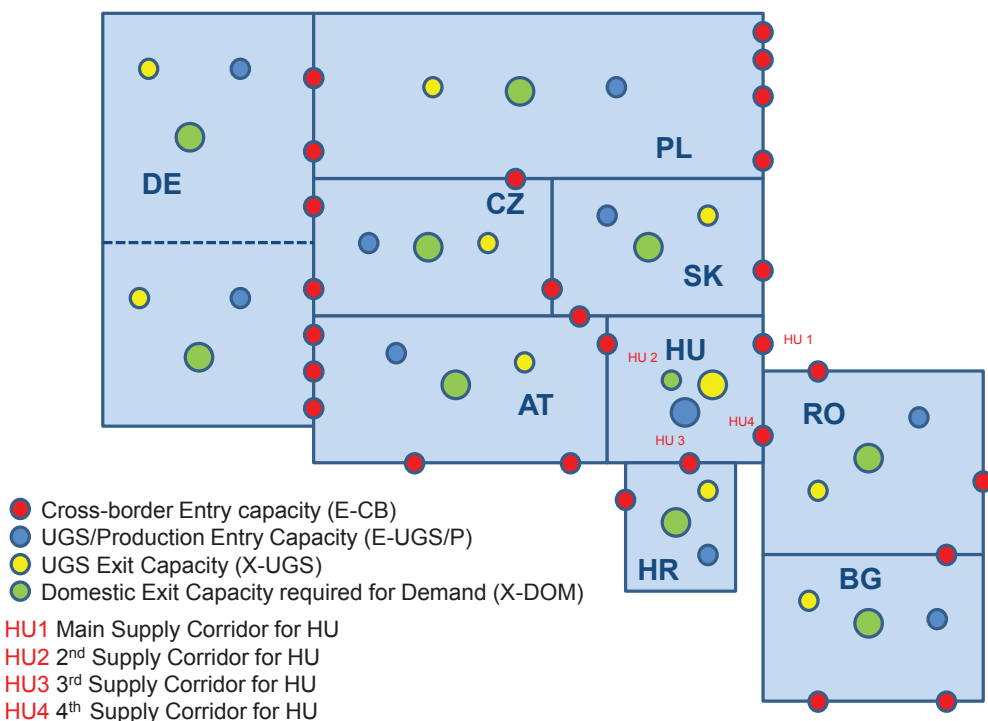 PL
DE
CZ
SK
HU 1
HU 2
HU
AT
HU4
RO
HU 3
Cross-border Entry capacity (E-CB)
UGS/Production Entry Capacity (E-UGS/P)
UGS Exit Capacity (X-UGS)
Domestic Exit Capacity required for Demand (X-DOM)
HR
BG
HU1 Main Supply Corridor for HU
HU2 2nd Supply Corridor for HU
HU3 3rd Supply Corridor for HU
HU4 4th Supply Corridor for HU